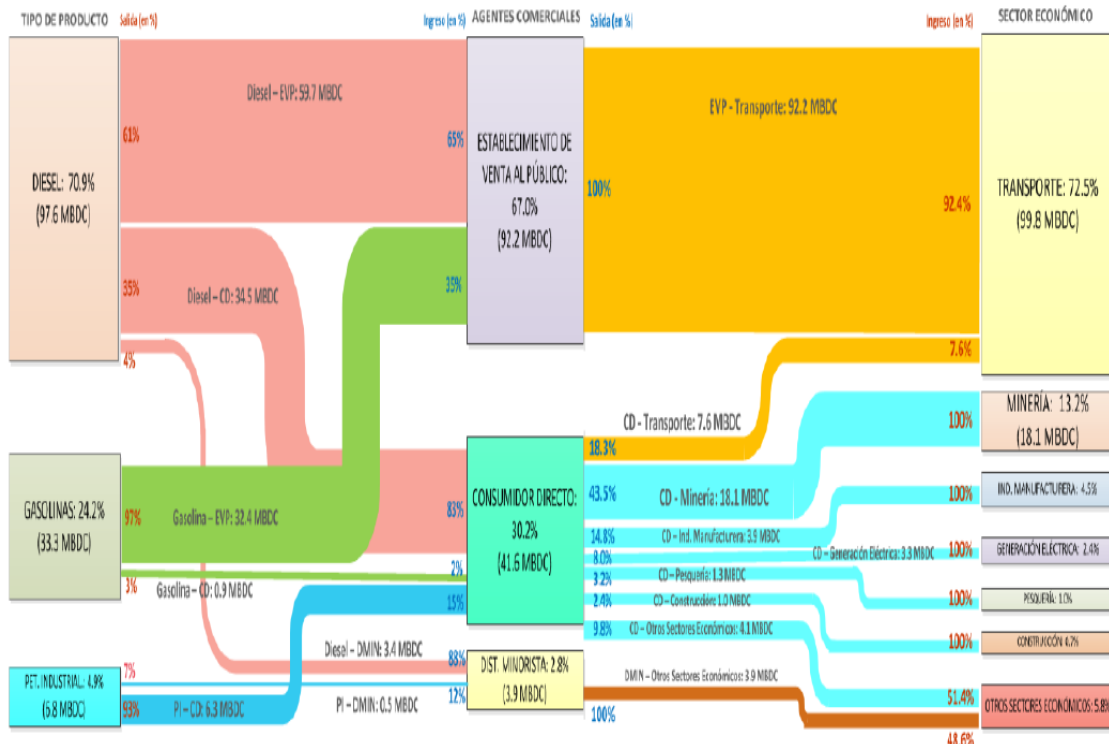 TIPO DE PRODUCTO
Salida (en %)
Ingreso (en %)
AGENTES COMERCIALES
Salida (en %)
Ingreso (en %)
SECTOR ECONÓMICO
DIESEL: 70.9%
(97.6 MBDC)
61%
35%
4%
Diesel – EVP: 59.7 MBDC
Diesel – CD: 34.5 MBDC
65%
35%
ESTABLECIMIENTO DE
VENTA AL PÚBLICO:
67.0%
(92.2 MBDC)
100%
EVP - Transporte: 92.2 MBDC
92.4%
7.6%
TRANSPORTE: 72.5%
(99.8 MBDC)
GASOLINAS: 24.2%
(33.3 MBDC)
97%
3%
Gasolina – EVP: 32.4 MBDC
Gasolina – CD: 0.9 MBDC
83%
2%
15%
CONSUMIDOR DIRECTO:
30.2%
(41.6 MBDC)
18.3%
43.5%
14.8%
8.0%
3.2%
2.4%
9.8%
CD - Transporte: 7.6 MBDC
CD - Minería: 18.1 MBDC
CD – Ind. Manufacturera: 3.9 MBDC
CD – Generación Eléctrica: 3.3 MBDC
CD – Pesquería: 1.3 MBDC
CD – Construcción: 1.0 MBDC
CD – Otros Sectores Económicos: 4.1 MBDC
100%
MINERÍA: 13.2%
(18.1 MBDC)
100%
IND. MANUFACTURERA: 4.5%
100%
GENERACIÓN ELÉCTRICA: 2.4%
100%
PESQUERÍA: 1.0%
100%
CONSTRUCCIÓN: 0.7%
PET. INDUSTRIAL: 4.9%
(6.8 MBDC)
7%
93%
PI – CD: 6.3 MBDC
Diesel – DMIN: 3.4 MBDC
PI – DMIN: 0.5 MBDC
88%
12%
DIST. MINORISTA: 2.8%
(3.9 MBDC)
100%
DMIN – Otros Sectores Económicos: 3.9 MBDC
51.4%
48.6%
OTROS SECTORES ECONÓMICOS: 5.8%